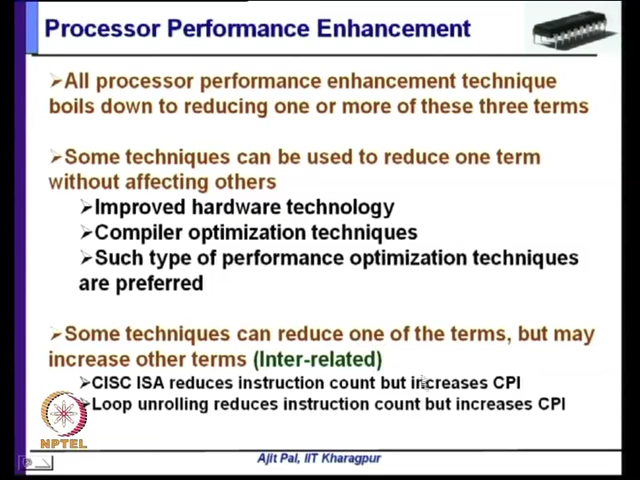 Processor Performance Enhancement
➢All processor performance enhancement technique
boils down to reducing one or more of these three terms
➢Some techniques can be used to reduce one term
without affecting others
➢Improved hardware technology
➢Compiler optimization techniques
➢Such type of performance optimization techniques
are preferred
➢Some techniques can reduce one of the terms, but may
increase other terms (Inter-related)
➢CISC ISA reduces instruction count but increases CPI
➢Loop unrolling reduces instruction count but increases CPI
NPTEL
Ajit Pal, IIT Kharagpur